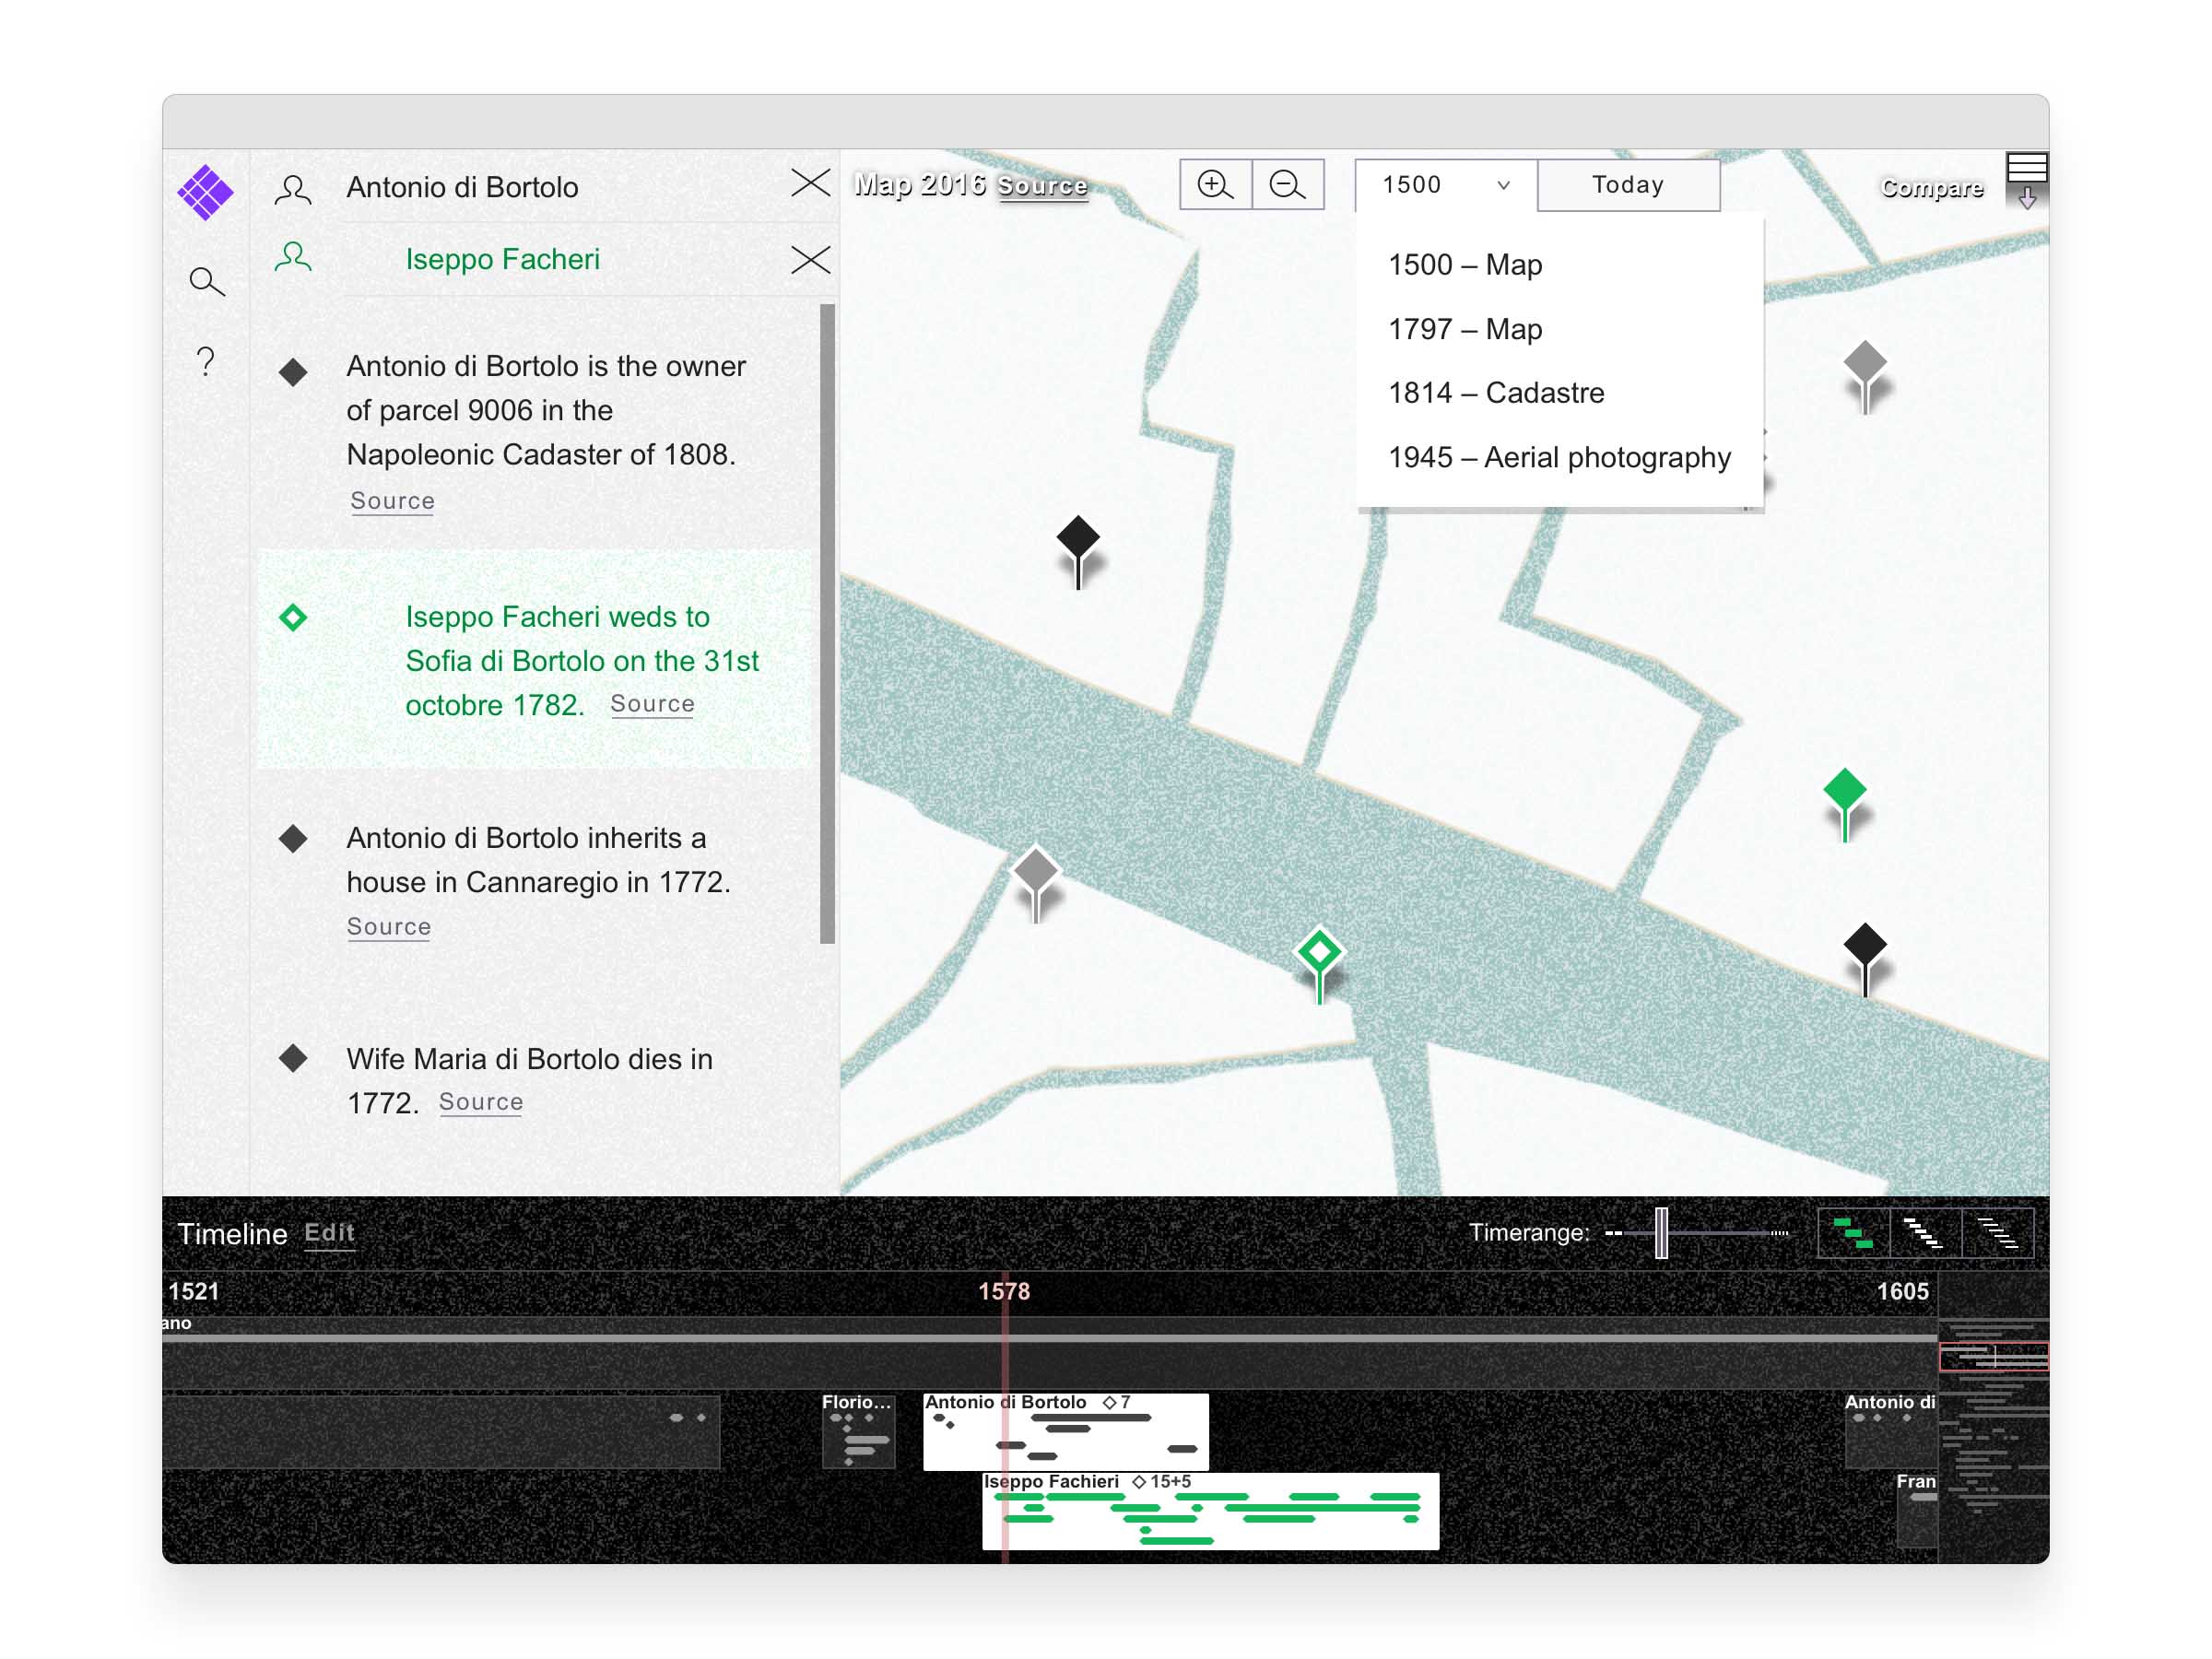 Antonio di Bortolo
Iseppo Facheri
?
Antonio di Bortolo is the owner
of parcel 9006 in the
Napoleonic Cadaster of 1808.
Source
Iseppo Facheri weds to
Sofia di Bortolo on the 31st
octobre 1782. Source
Antonio di Bortolo inherits a
house in Cannaregio in 1772.
Source
Wife Maria di Bortolo dies in
1772. Source
Map 2016 Source
1500
Today
Compare
1500 – Map
1797 – Map
1814 – Cadastre
1945 – Aerial photography
Timeline Edit
Timerange:
1521
1578
1605
ano
Florio...
Antonio di Bortolo ◇ 7
Antonio di
Iseppo Fachieri ◇ 15+5
Fran